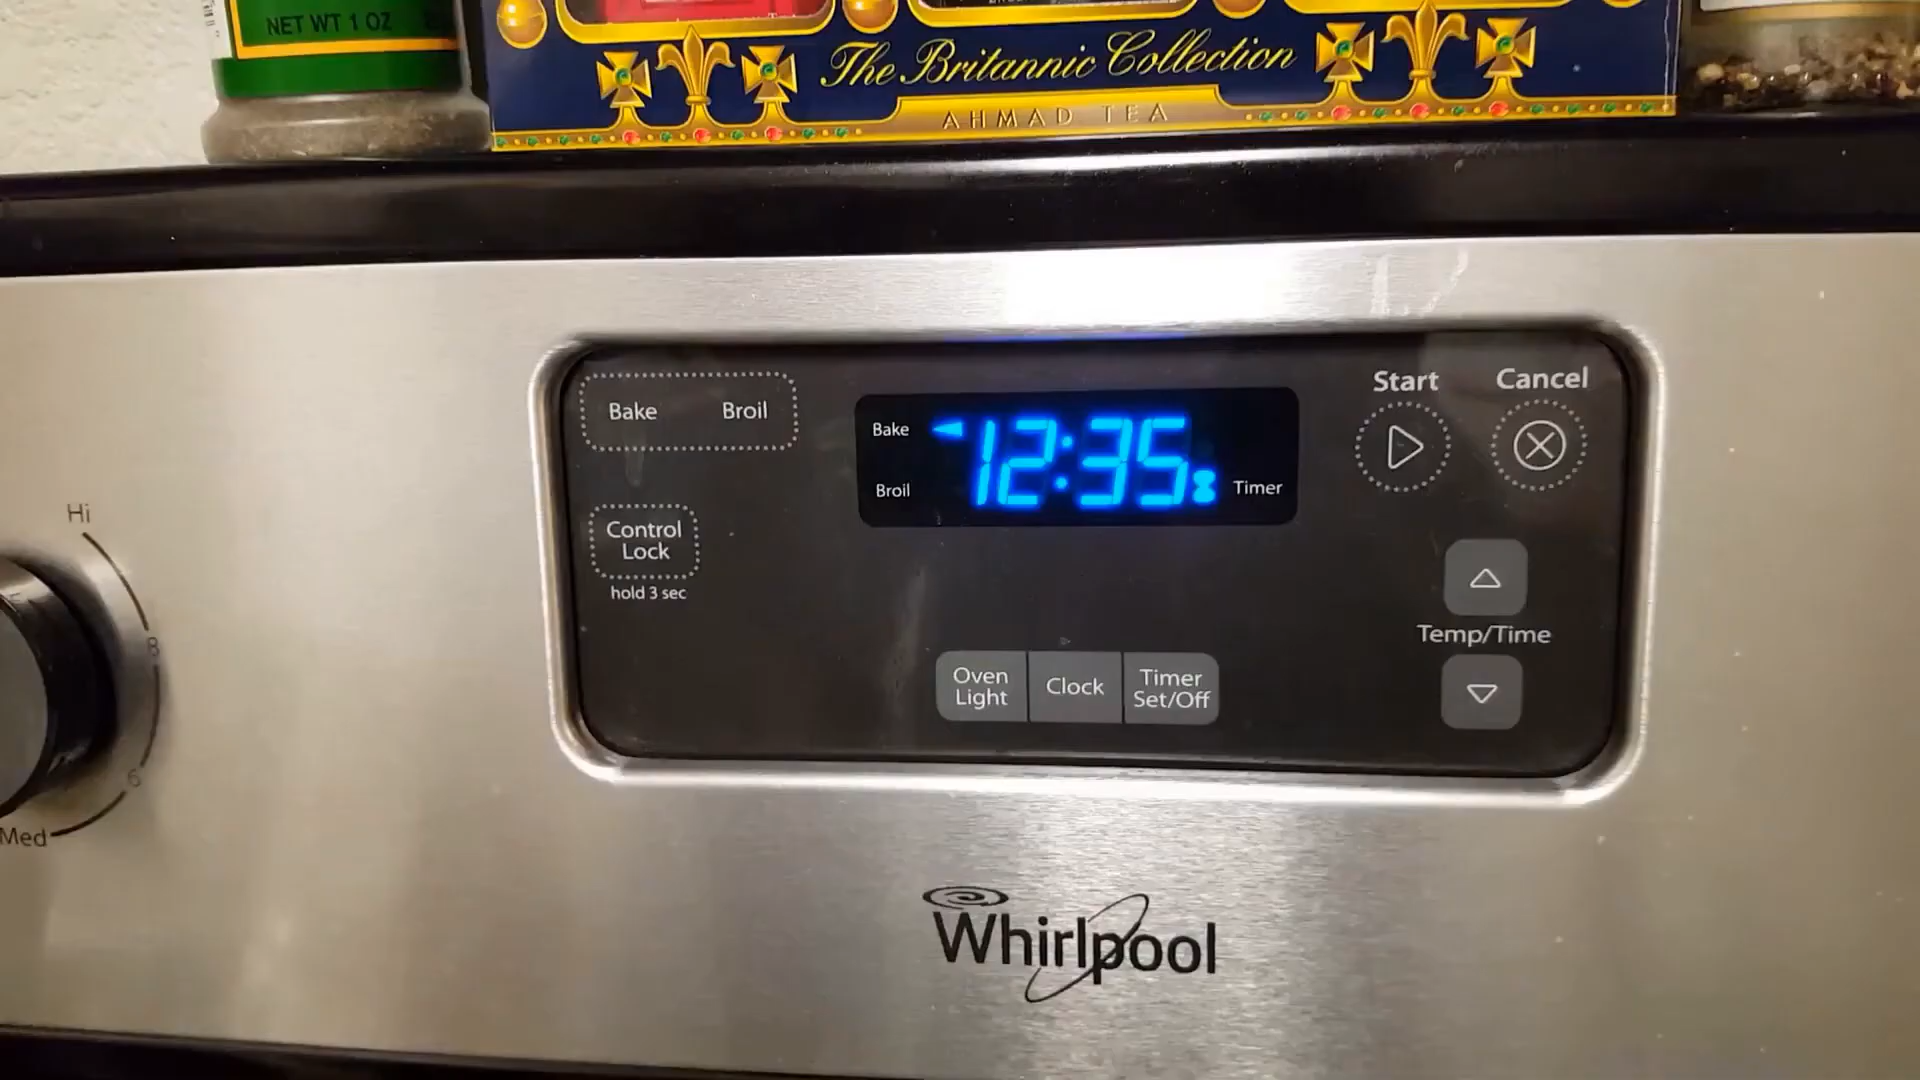 NET WT 1 OZ
The Britannic Collection
AHMAD TEA
Start
Cancel
Bake
Broil
Bake
12:35
Broil
Timer
Hi
Control
Lock
hold 3 sec
8
Temp/Time
Oven
Light
Clock
Timer
Set/Off
6
Med
Whirlpool